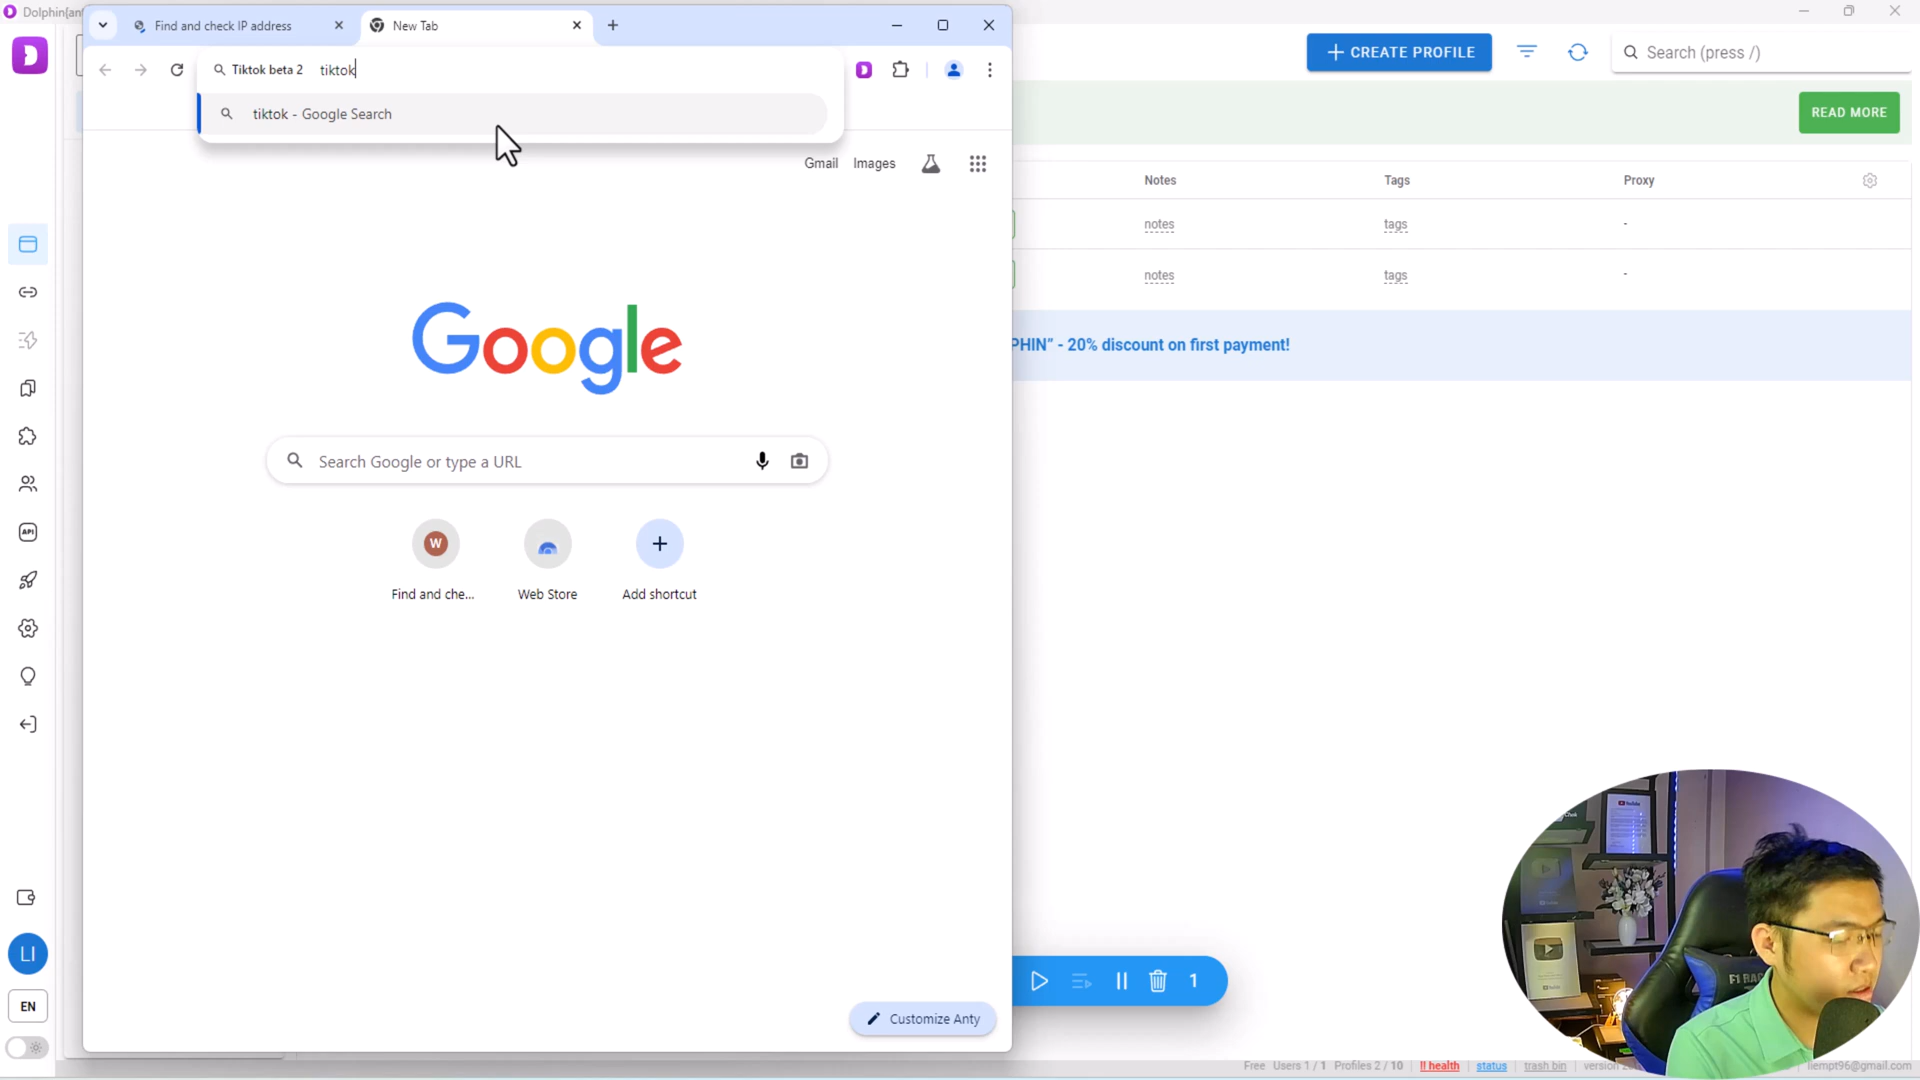 Dolphin{an
Find and check IP address
New Tab
Tiktok beta 2 tiktok
tiktok - Google Search
CREATE PROFILE
Search (press /)
READ MORE
Gmail
Images
Notes
Tags
Proxy
notes
tags
-
notes
tags
-
PHIN" - 20% discount on first payment!
Google
Search Google or type a URL
W
Find and che...
Web Store
Add shortcut
API
Customize Anty
1
LI
EN
Free Users 1 / 1 Profiles 2 / 10 !! health status trash bin